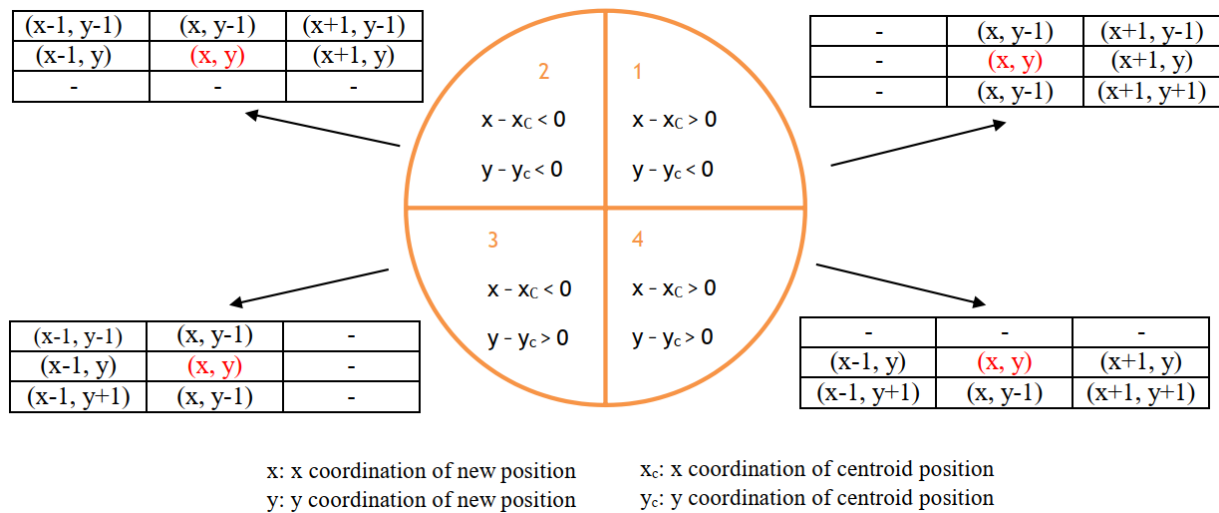 (x-1, y-1) (x, y-1) (x+1, y-1)
(x-1, y) (x, y) (x+1, y)
- - -
- (x, y-1) (x+1, y-1)
- (x, y) (x+1, y)
- (x, y-1) (x+1, y+1)
2
x - xC < 0
y - yc < 0
1
x - xC > 0
y - yc < 0
3
x - xC < 0
y - yc > 0
4
x - xC > 0
y - yc > 0
(x-1, y-1) (x, y-1) -
(x-1, y) (x, y) -
(x-1, y+1) (x, y-1) -
- - -
(x-1, y) (x, y) (x+1, y)
(x-1, y+1) (x, y-1) (x+1, y+1)
x: x coordination of new position
y: y coordination of new position
xc: x coordination of centroid position
yc: y coordination of centroid position